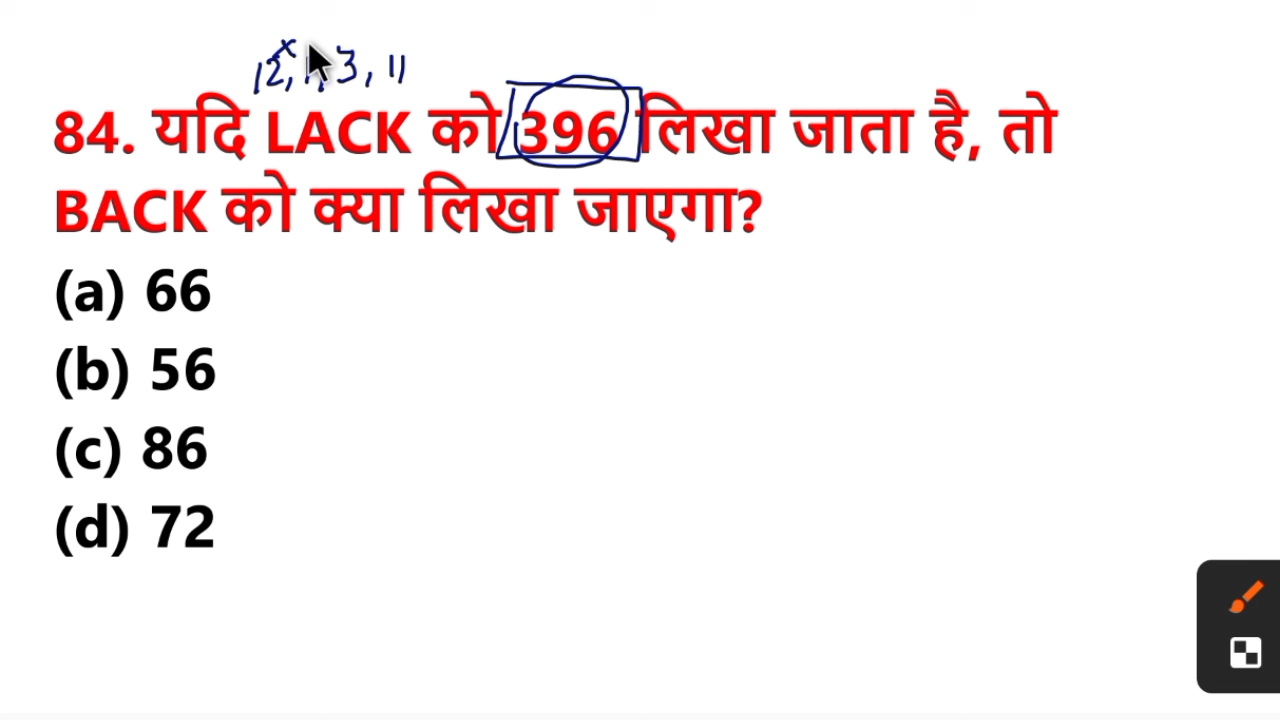 12, 1, 3, 11
84. यदि LACK को 396 लिखा जाता है, तो
BACK को क्या लिखा जाएगा?
(a) 66
(b) 56
(c) 86
(d) 72